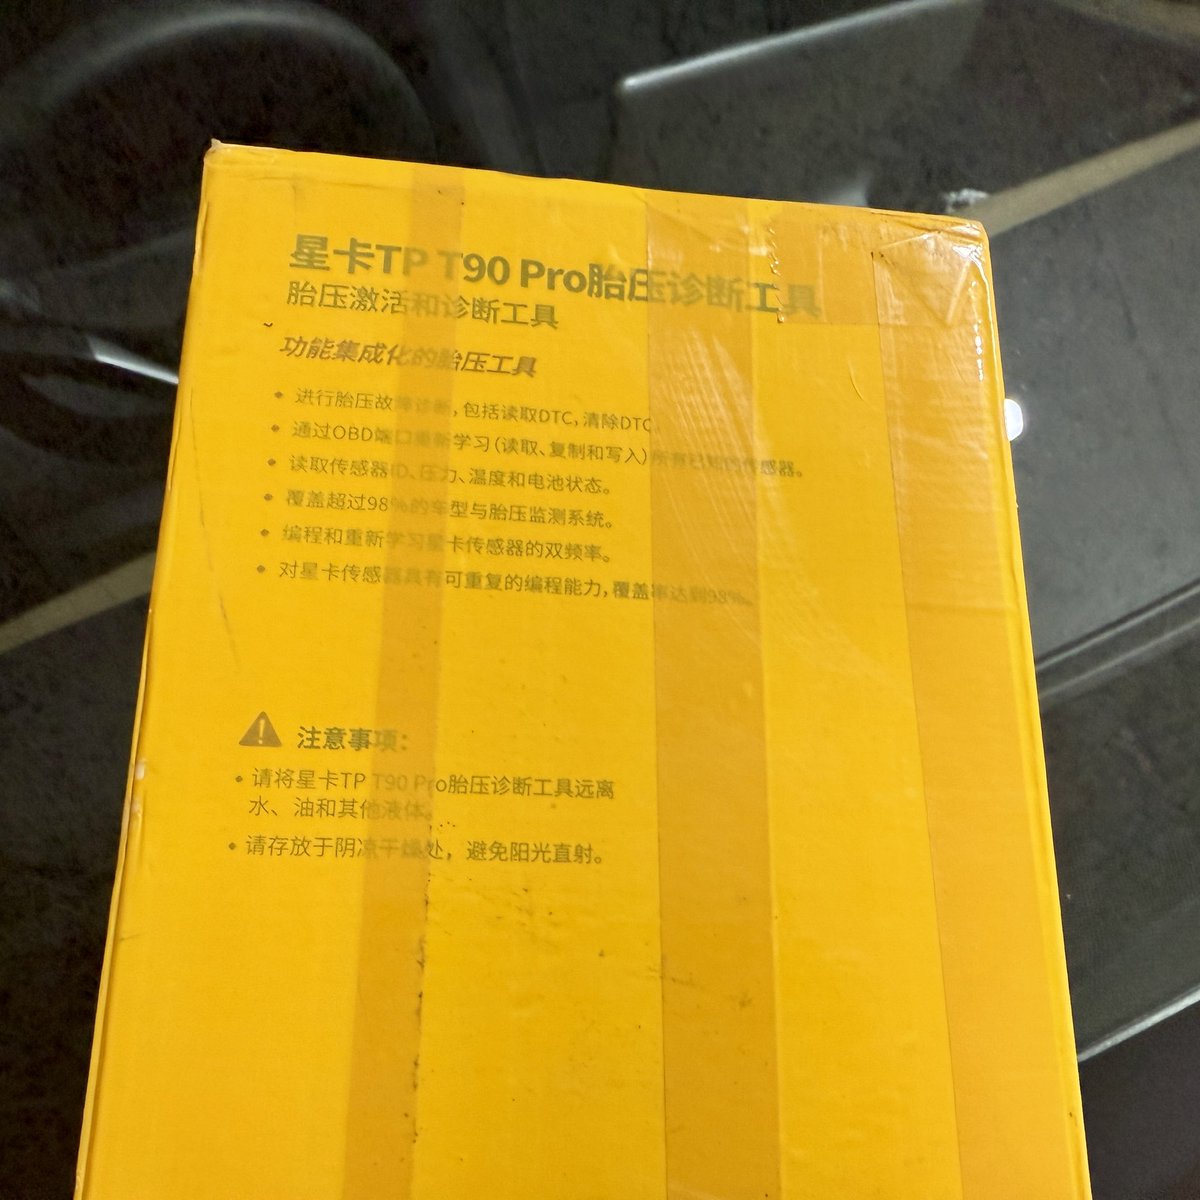 星卡TP T90 Pro胎压诊断工具
胎压激活和诊断工具
功能集成化的胎压工具
• 进行胎压故障诊断，包括读取DTC，清除DTC。
• 通过OBD端口重新学习（读取、复制和写入）所有已知的传感器。
• 读取传感器ID、压力、温度和电池状态。
• 覆盖超过98%的车型与胎压监测系统。
• 编程和重新学习星卡传感器的双频率。
• 对星卡传感器具有可重复的编程能力，覆盖率达到98%。
注意事项：
• 请将星卡TP T90 Pro胎压诊断工具远离
水、油和其他液体。
• 请存放于阴凉干燥处，避免阳光直射。